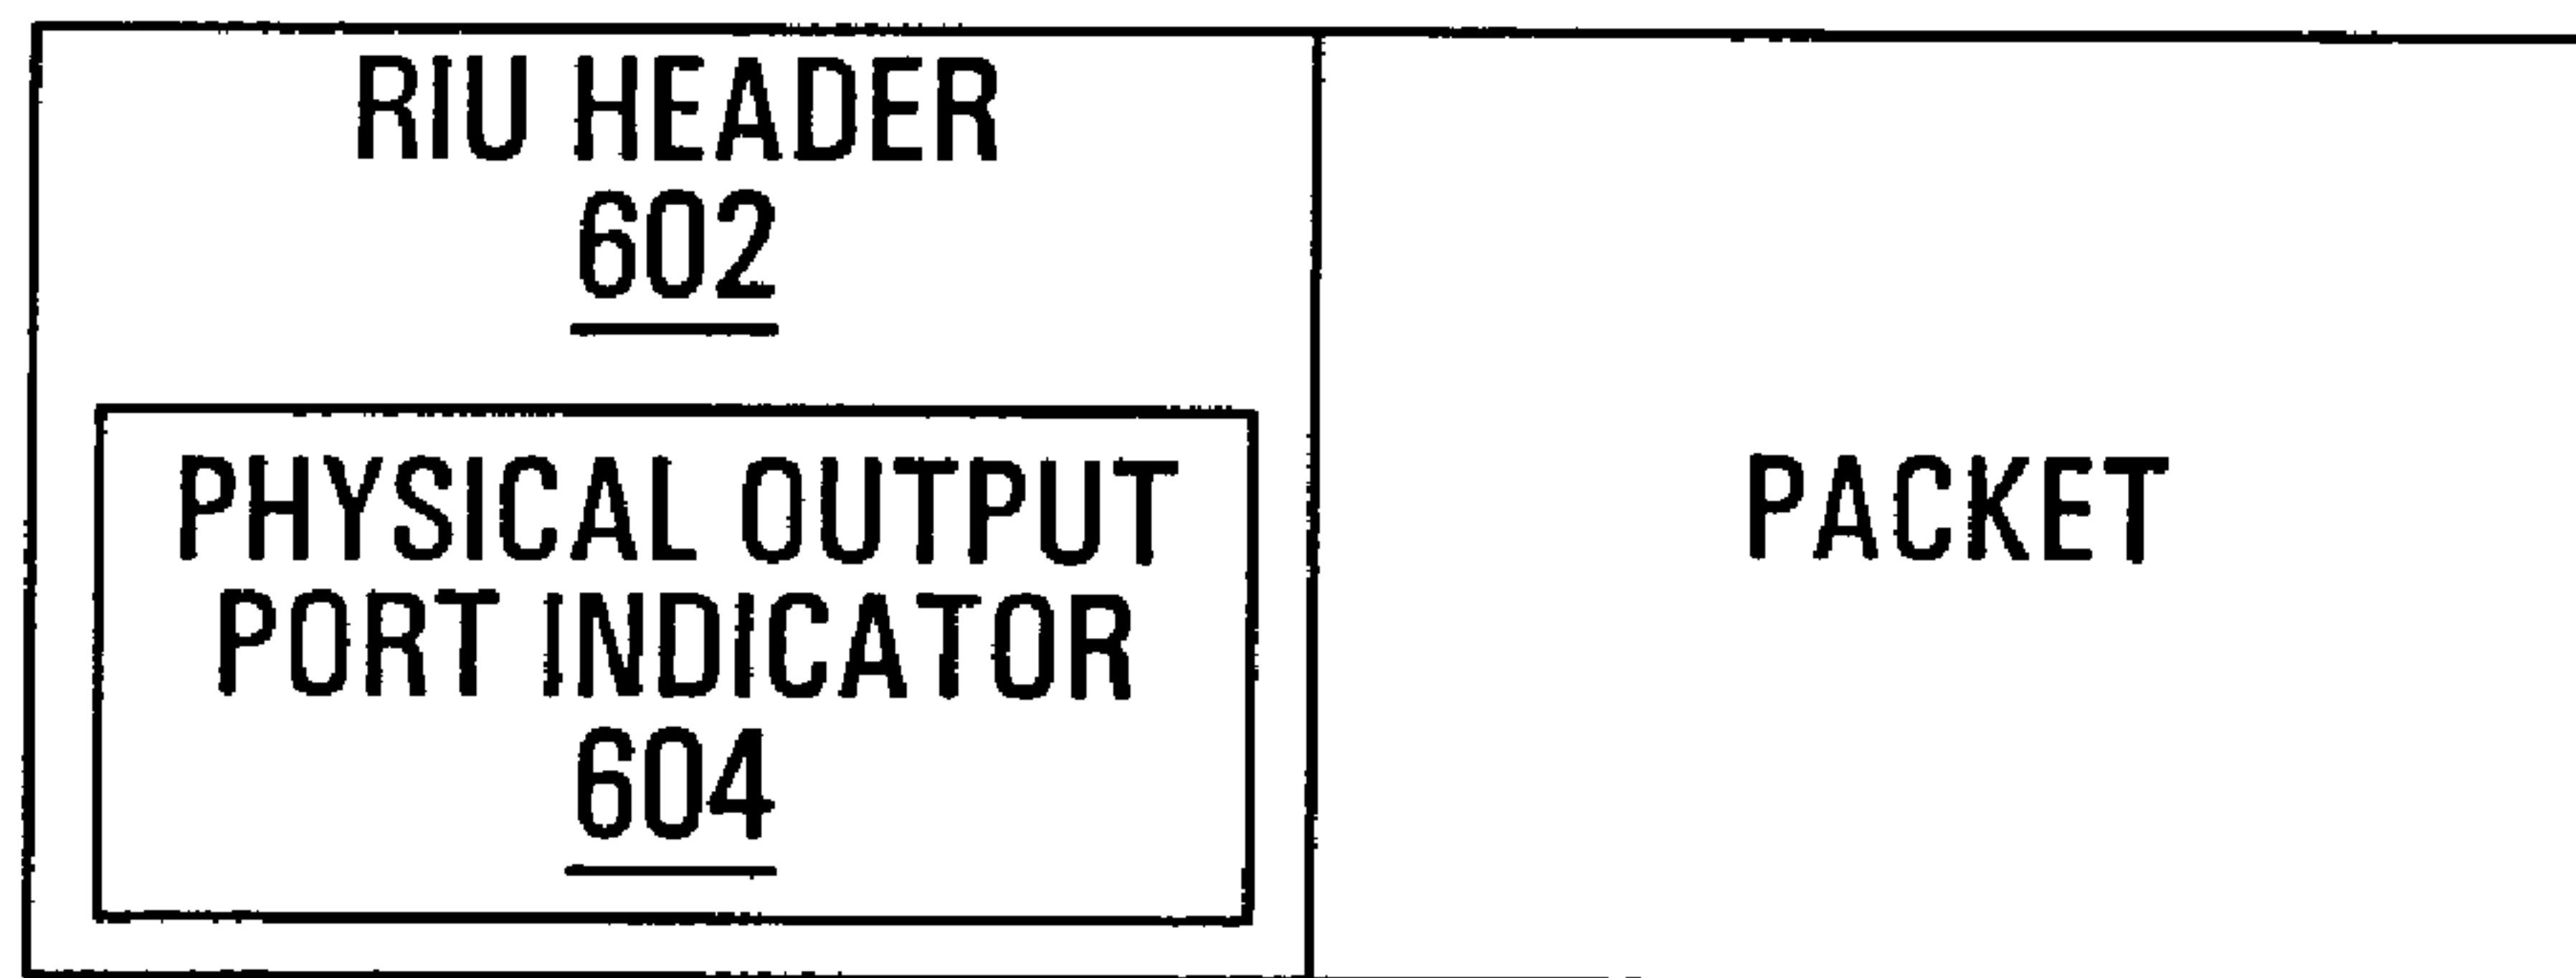 RIU HEADER
602
PHYSICAL OUTPUT
PORT INDICATOR
604
PACKET